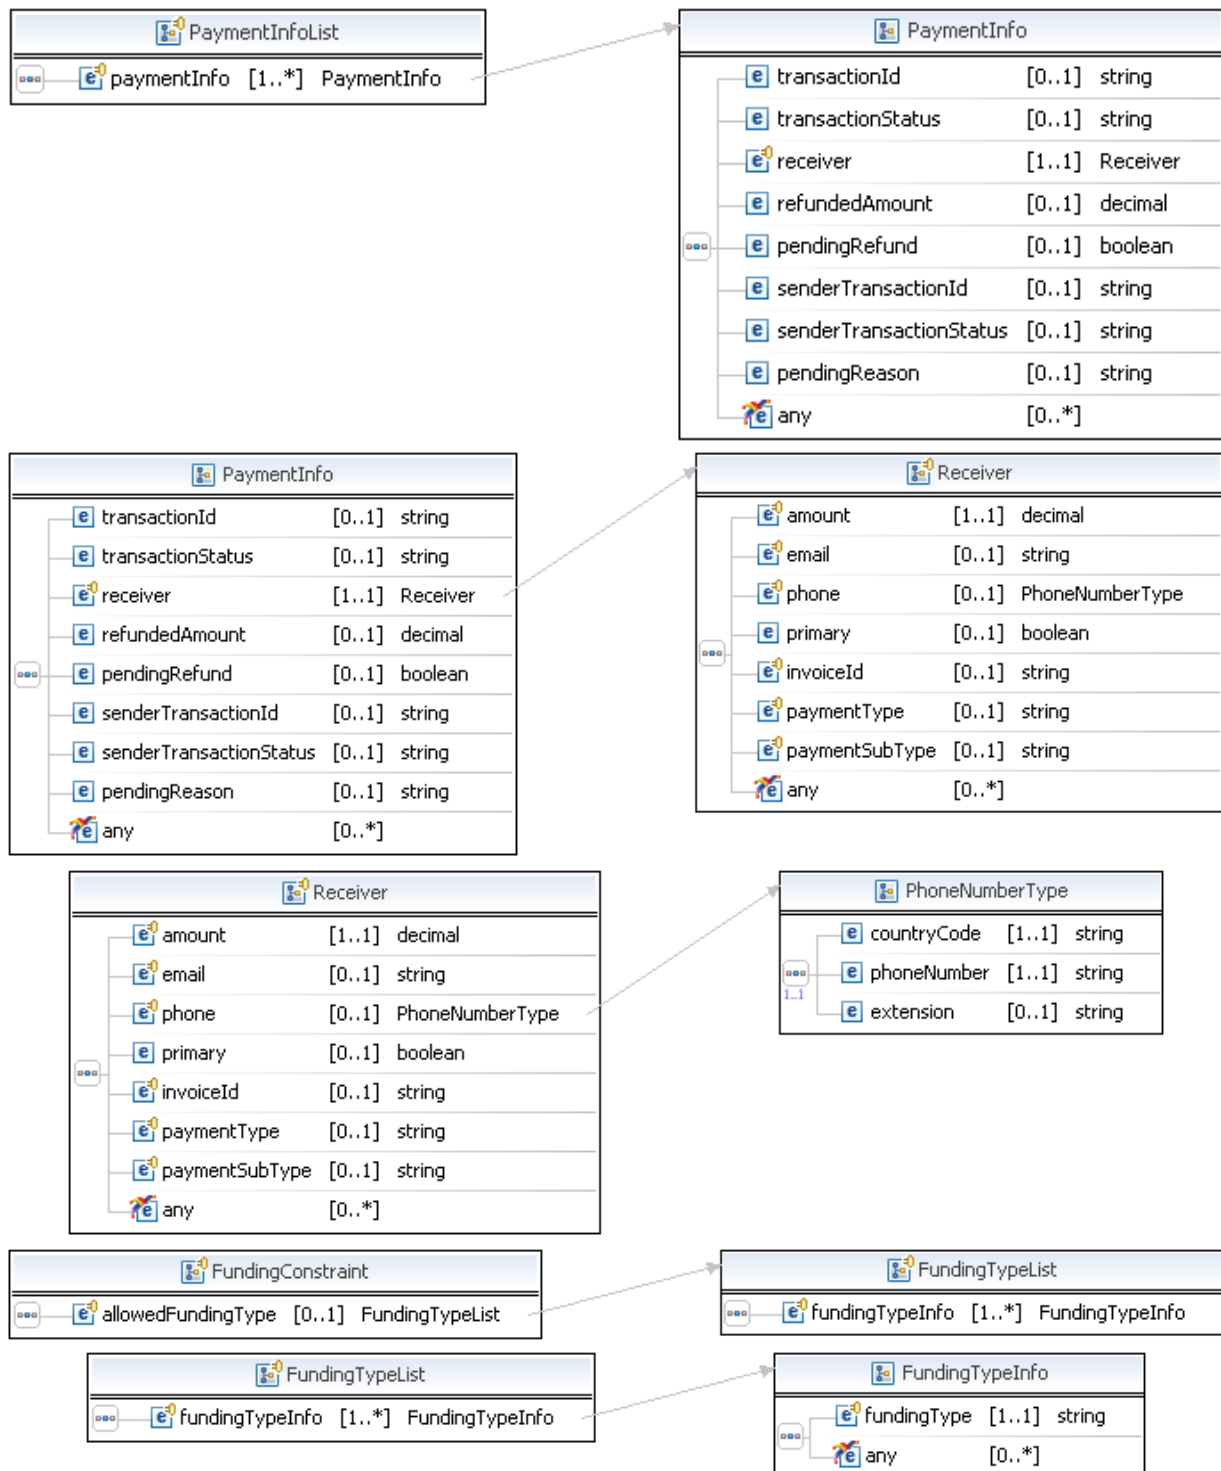 PaymentInfoList
paymentInfo [1..*] PaymentInfo
PaymentInfo
transactionId [0..1] string
transactionStatus [0..1] string
receiver [1..1] Receiver
refundedAmount [0..1] decimal
pendingRefund [0..1] boolean
senderTransactionId [0..1] string
senderTransactionStatus [0..1] string
pendingReason [0..1] string
any [0..*]
PaymentInfo
transactionId [0..1] string
transactionStatus [0..1] string
receiver [1..1] Receiver
refundedAmount [0..1] decimal
pendingRefund [0..1] boolean
senderTransactionId [0..1] string
senderTransactionStatus [0..1] string
pendingReason [0..1] string
any [0..*]
Receiver
amount [1..1] decimal
email [0..1] string
phone [0..1] PhoneNumberType
primary [0..1] boolean
invoiceId [0..1] string
paymentType [0..1] string
paymentSubType [0..1] string
any [0..*]
Receiver
amount [1..1] decimal
email [0..1] string
phone [0..1] PhoneNumberType
primary [0..1] boolean
invoiceId [0..1] string
paymentType [0..1] string
paymentSubType [0..1] string
any [0..*]
PhoneNumberType
countryCode [1..1] string
phoneNumber [1..1] string
1..1
extension [0..1] string
FundingConstraint
allowedFundingType [0..1] FundingTypeList
FundingTypeList
fundingTypeInfo [1..*] FundingTypeInfo
FundingTypeList
fundingTypeInfo [1..*] FundingTypeInfo
FundingTypeInfo
fundingType [1..1] string
any [0..*]